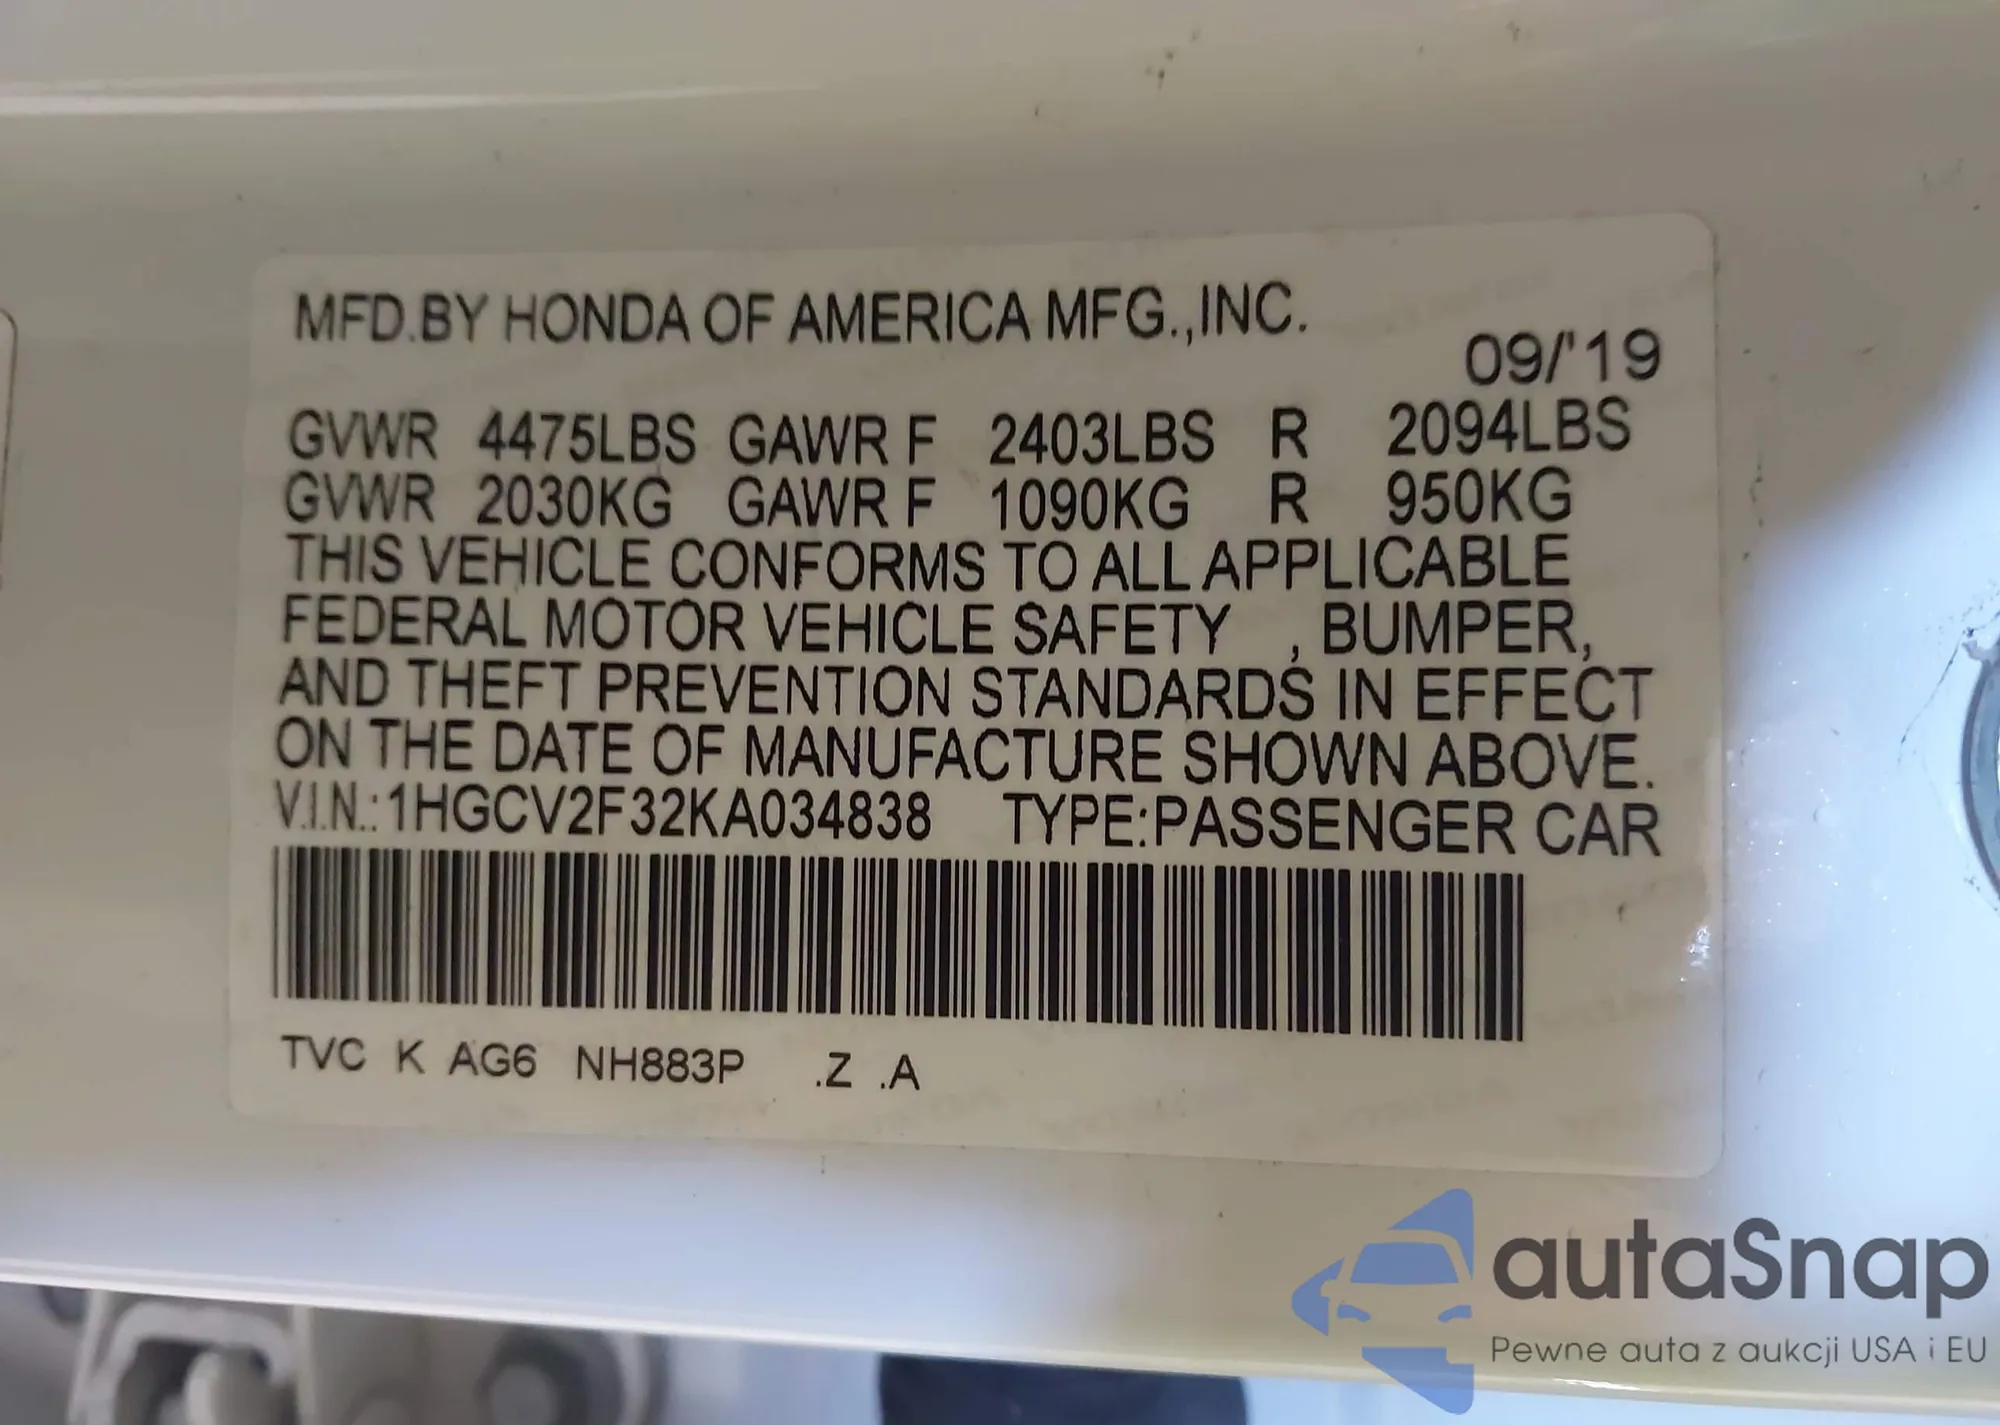 MFD.BY HONDA OF AMERICA MFG.,INC.
09/'19
GVWR 4475LBS GAWR F 2403LBS R 2094LBS
GVWR 2030KG GAWR F 1090KG R 950KG
THIS VEHICLE CONFORMS TO ALL APPLICABLE
FEDERAL MOTOR VEHICLE SAFETY , BUMPER,
AND THEFT PREVENTION STANDARDS IN EFFECT
ON THE DATE OF MANUFACTURE SHOWN ABOVE.
V.I.N.: 1HGCV2F32KA034838 TYPE:PASSENGER CAR
TVC K AG6 NH883P .Z .A
autaSnap
Pewne auta z aukcji USA i EU